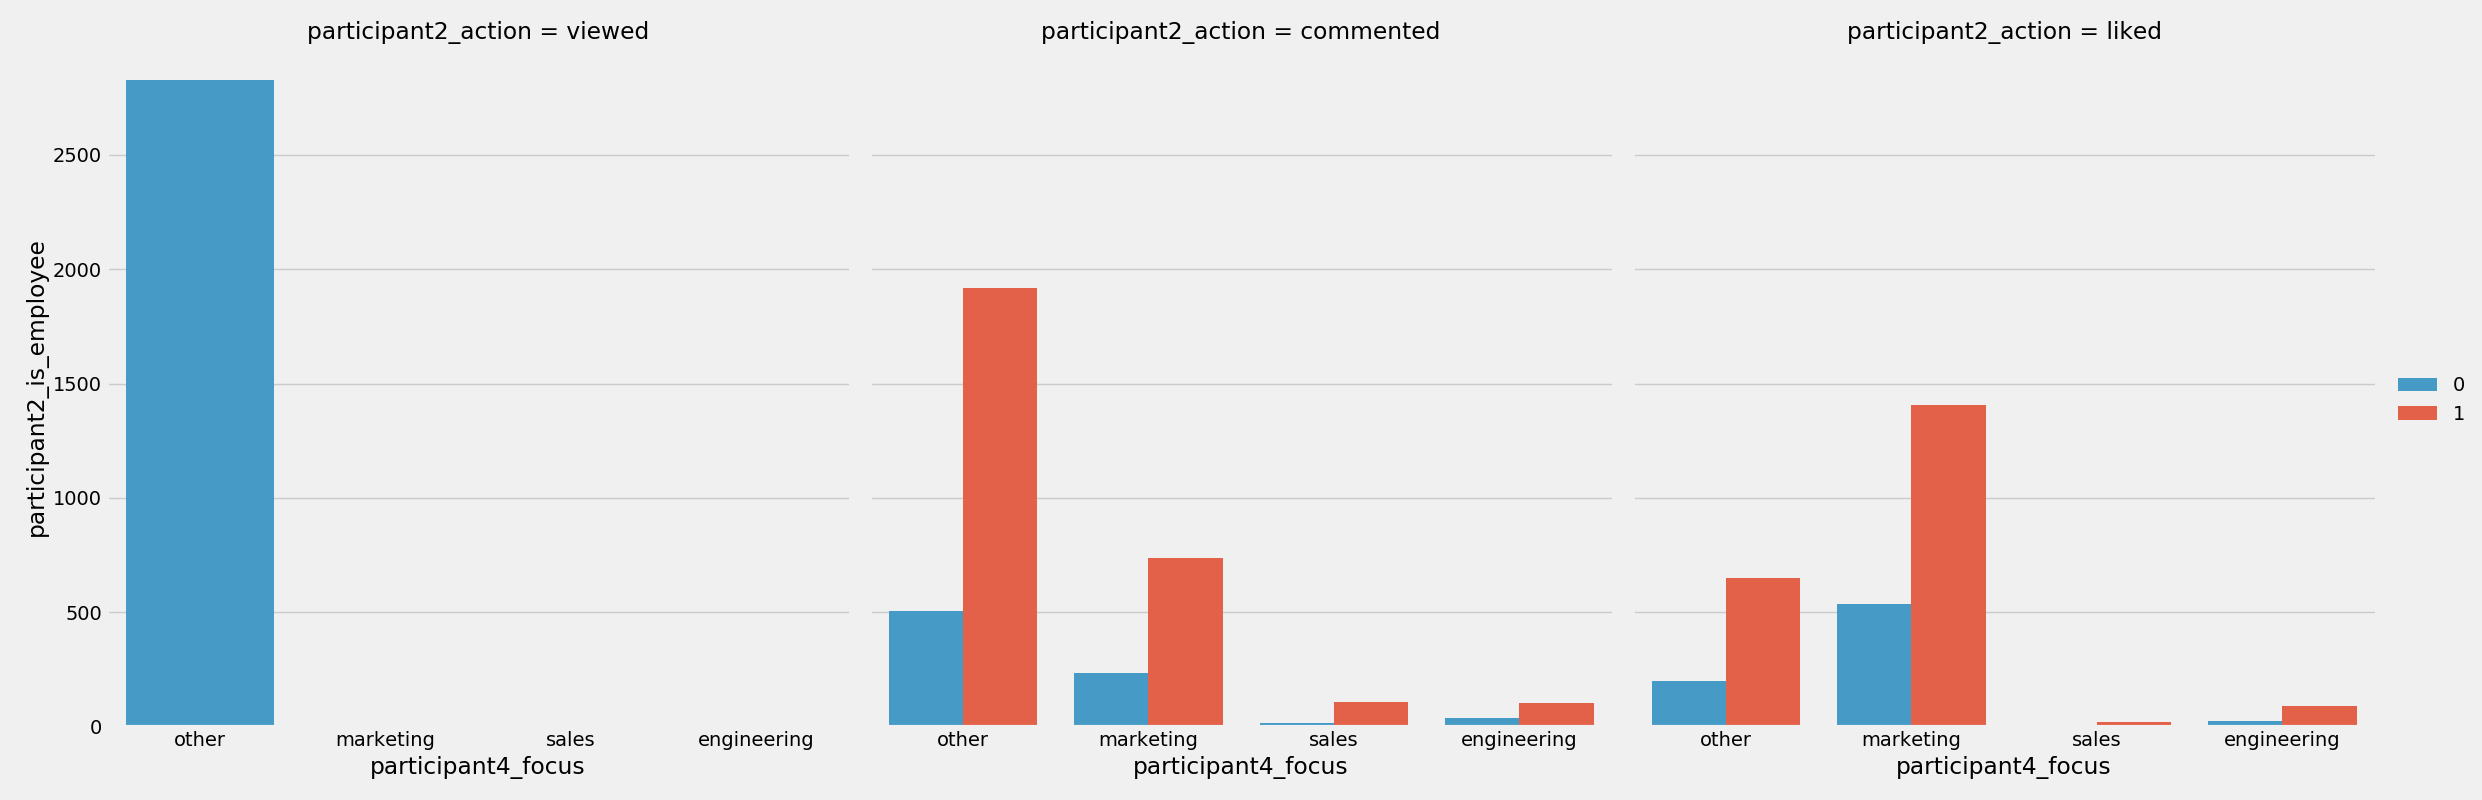 participant2_action = viewed
participant2_action = commented
participant2_action = liked
participant2_is_employee
2500
2000
1500
1000
500
0
other marketing sales engineering
other marketing sales engineering
other marketing sales engineering
participant4_focus
participant4_focus
participant4_focus
0
1